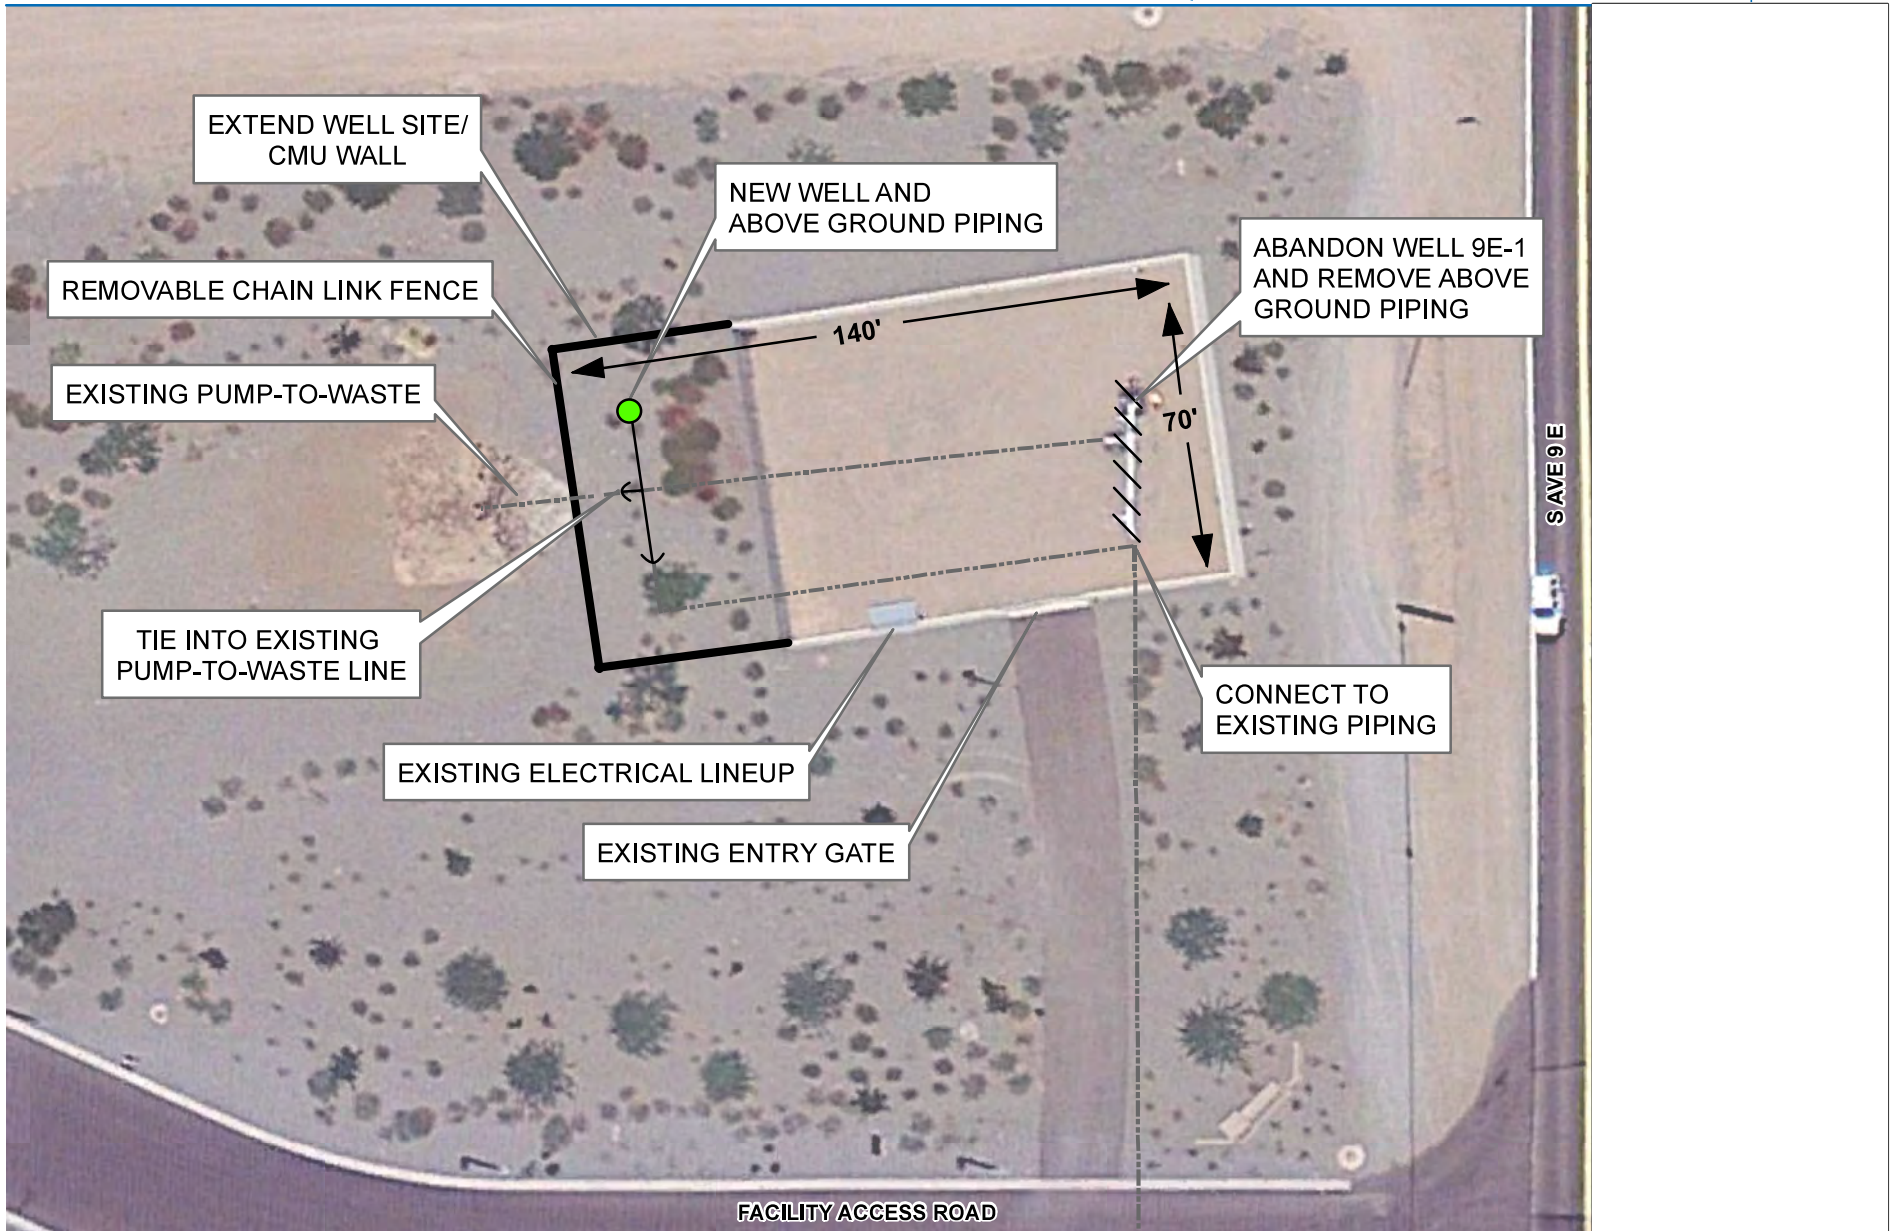 EXTEND WELL SITE/
CMU WALL
NEW WELL AND
ABOVE GROUND PIPING
ABANDON WELL 9E-1
AND REMOVE ABOVE
GROUND PIPING
REMOVABLE CHAIN LINK FENCE
140'
EXISTING PUMP-TO-WASTE
70'
S AVE 9 E
TIE INTO EXISTING
PUMP-TO-WASTE LINE
CONNECT TO
EXISTING PIPING
EXISTING ELECTRICAL LINEUP
EXISTING ENTRY GATE
FACILITY ACCESS ROAD